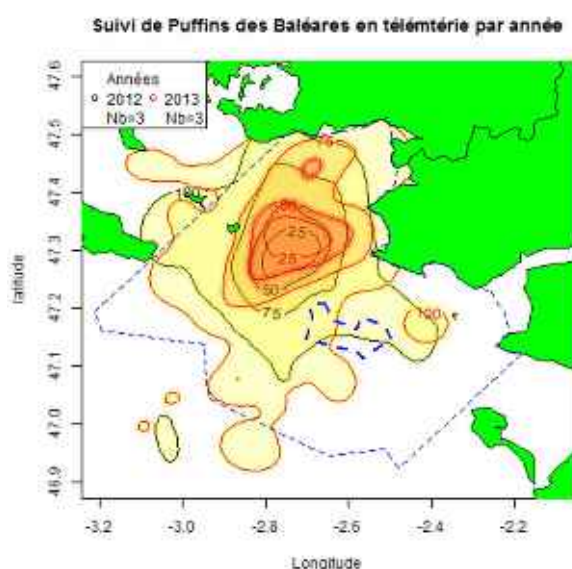 Suivi de Puffins des Baléares en télémtérie par année
Années
2012 2013
Nb=3 Nb=3
47.6
47.5
47.4
47.3
47.2
47.1
47.0
46.9
latitude
75
100
25
25
50
75
100
-3.2 -3.0 -2.8 -2.6 -2.4 -2.2
Longitude